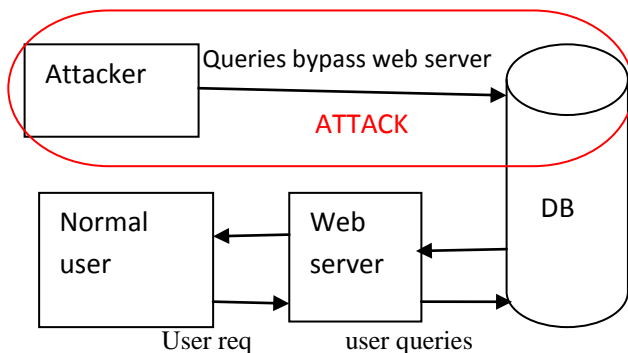 Attacker
Queries bypass web server
ATTACK
DB
Normal
user
Web
server
User req
user queries